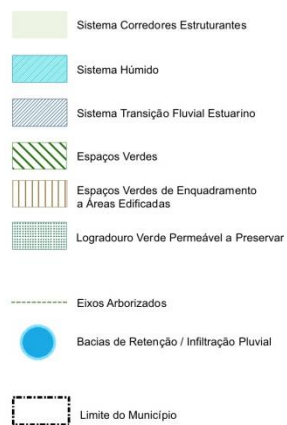 Sistema Corredores Estruturantes
Sistema Húmido
Sistema Transição Fluvial Estuarino
Espaços Verdes
Espaços Verdes de Enquadramento
a Áreas Edificadas
Logradouro Verde Permeável a Preservar
Eixos Arborizados
Bacias de Retenção / Infiltração Pluvial
Limite do Município